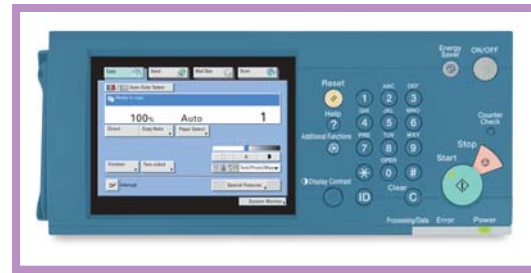 Copy Send Mail Box Scan
Auto Color Select
Ready to copy.
100% Auto 1
Direct Copy Ratio Paper Select
Finisher Two-sided
A
Text/Photo/Map
Interrupt
Special Features
System Monitor
Energy Saver
ON/OFF
Reset
Help
?
Additional Functions
Display Contrast
ABC DEF
1 2 3
GHI JKL MNO
4 5 6
PRS TUV WXY
7 8 9
OPER
0 #
ID
Clear
C
Counter Check
Stop
Start
Processing/Data Error Power